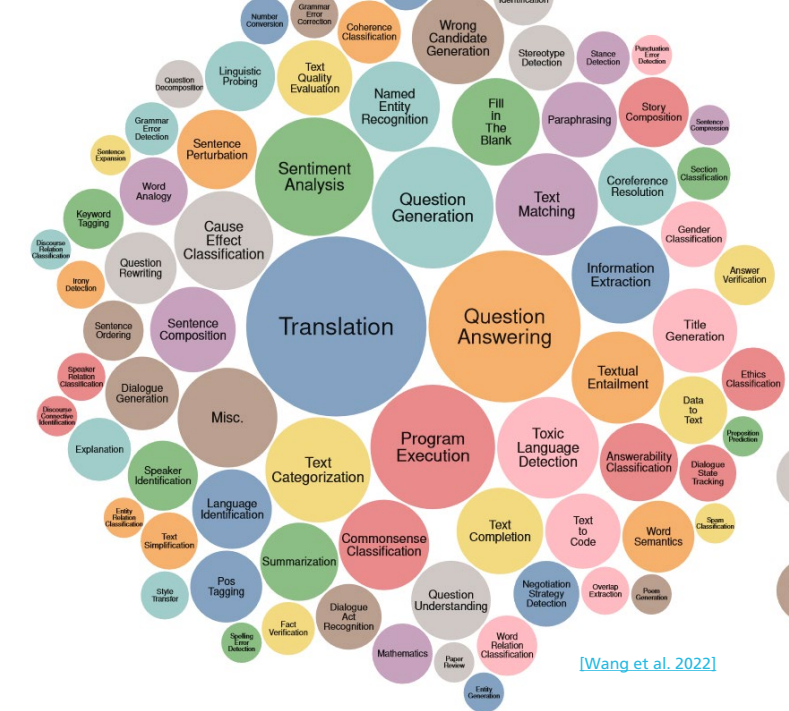 Identification
Number
Conversion
Grammar
Error
Correction
Coherence
Classification
Wrong
Candidate
Generation
Stereotype
Detection
Stance
Detection
Punctuation
Error
Detection
Question
Decomposition
Linguistic
Probing
Text
Quality
Evaluation
Named
Entity
Recognition
Fill
in
The
Blank
Paraphrasing
Story
Composition
Sentence
Compression
Grammar
Error
Detection
Sentence
Expansion
Sentence
Perturbation
Sentiment
Analysis
Question
Generation
Text
Matching
Coreference
Resolution
Section
Classification
Word
Analogy
Keyword
Tagging
Cause
Effect
Classification
Gender
Classification
Discourse
Relation
Classification
Irony
Detection
Question
Rewriting
Information
Extraction
Answer
Verification
Sentence
Ordering
Sentence
Composition
Translation
Question
Answering
Title
Generation
Speaker
Relation
Classification
Dialogue
Generation
Textual
Entailment
Ethics
Classification
Discourse
Connective
Identification
Misc.
Data
to
Text
Preposition
Prediction
Explanation
Program
Execution
Toxic
Language
Detection
Answerability
Classification
Dialogue
State
Tracking
Speaker
Identification
Text
Categorization
Entity
Relation
Classification
Language
Identification
Text
Simplification
Commonsense
Classification
Text
Completion
Text
to
Code
Word
Semantics
Spam
Classification
Summarization
Style
Transfer
Pos
Tagging
Question
Understanding
Negotiation
Strategy
Detection
Overlap
Extraction
Poem
Generation
Spelling
Error
Detection
Fact
Verification
Dialogue
Act
Recognition
Mathematics
Paper
Review
Word
Relation
Classification
Entity
Generation
[Wang et al. 2022]